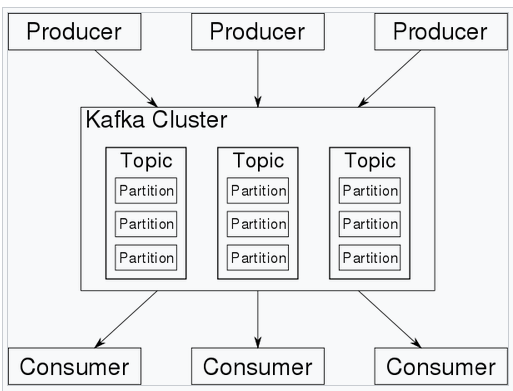 Producer Producer Producer
Kafka Cluster
Topic Topic Topic
Partition Partition Partition
Partition Partition Partition
Partition Partition Partition
Consumer Consumer Consumer